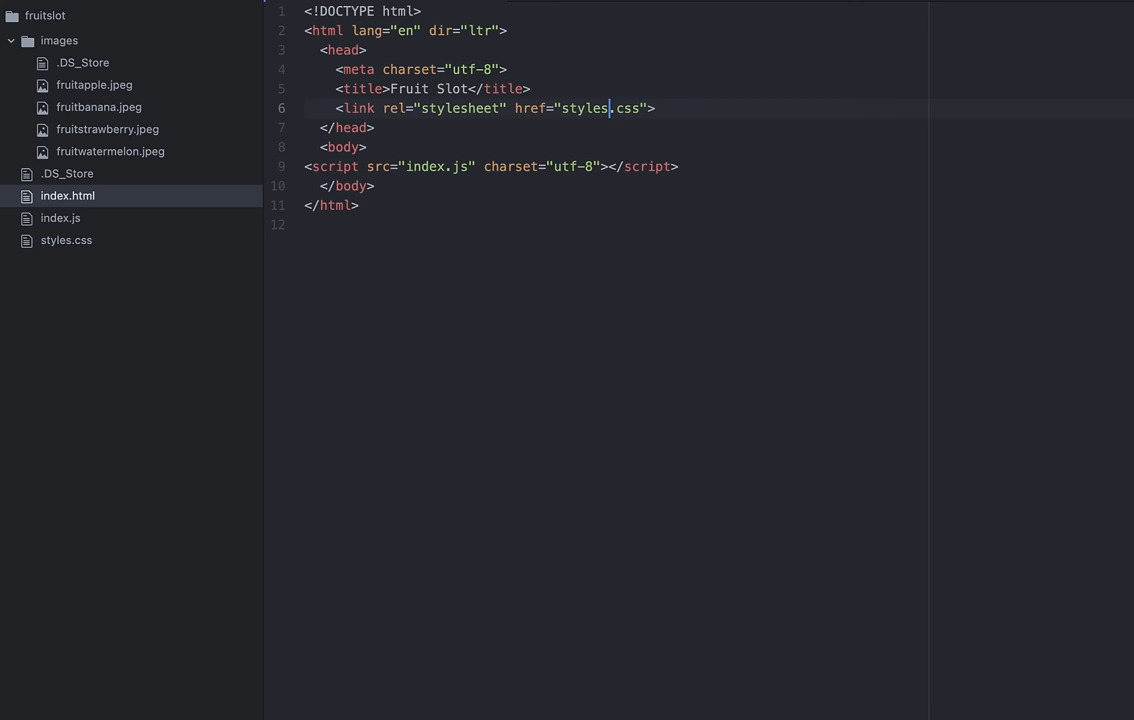 fruitslot
images
.DS_Store
fruitapple.jpeg
fruitbanana.jpeg
fruitstrawberry.jpeg
fruitwatermelon.jpeg
.DS_Store
index.html
index.js
styles.css
1 <!DOCTYPE html>
2 <html lang="en" dir="ltr">
3 <head>
4 <meta charset="utf-8">
5 <title>Fruit Slot</title>
6 <link rel="stylesheet" href="styles.css">
7 </head>
8 <body>
9 <script src="index.js" charset="utf-8"></script>
10 </body>
11 </html>
12